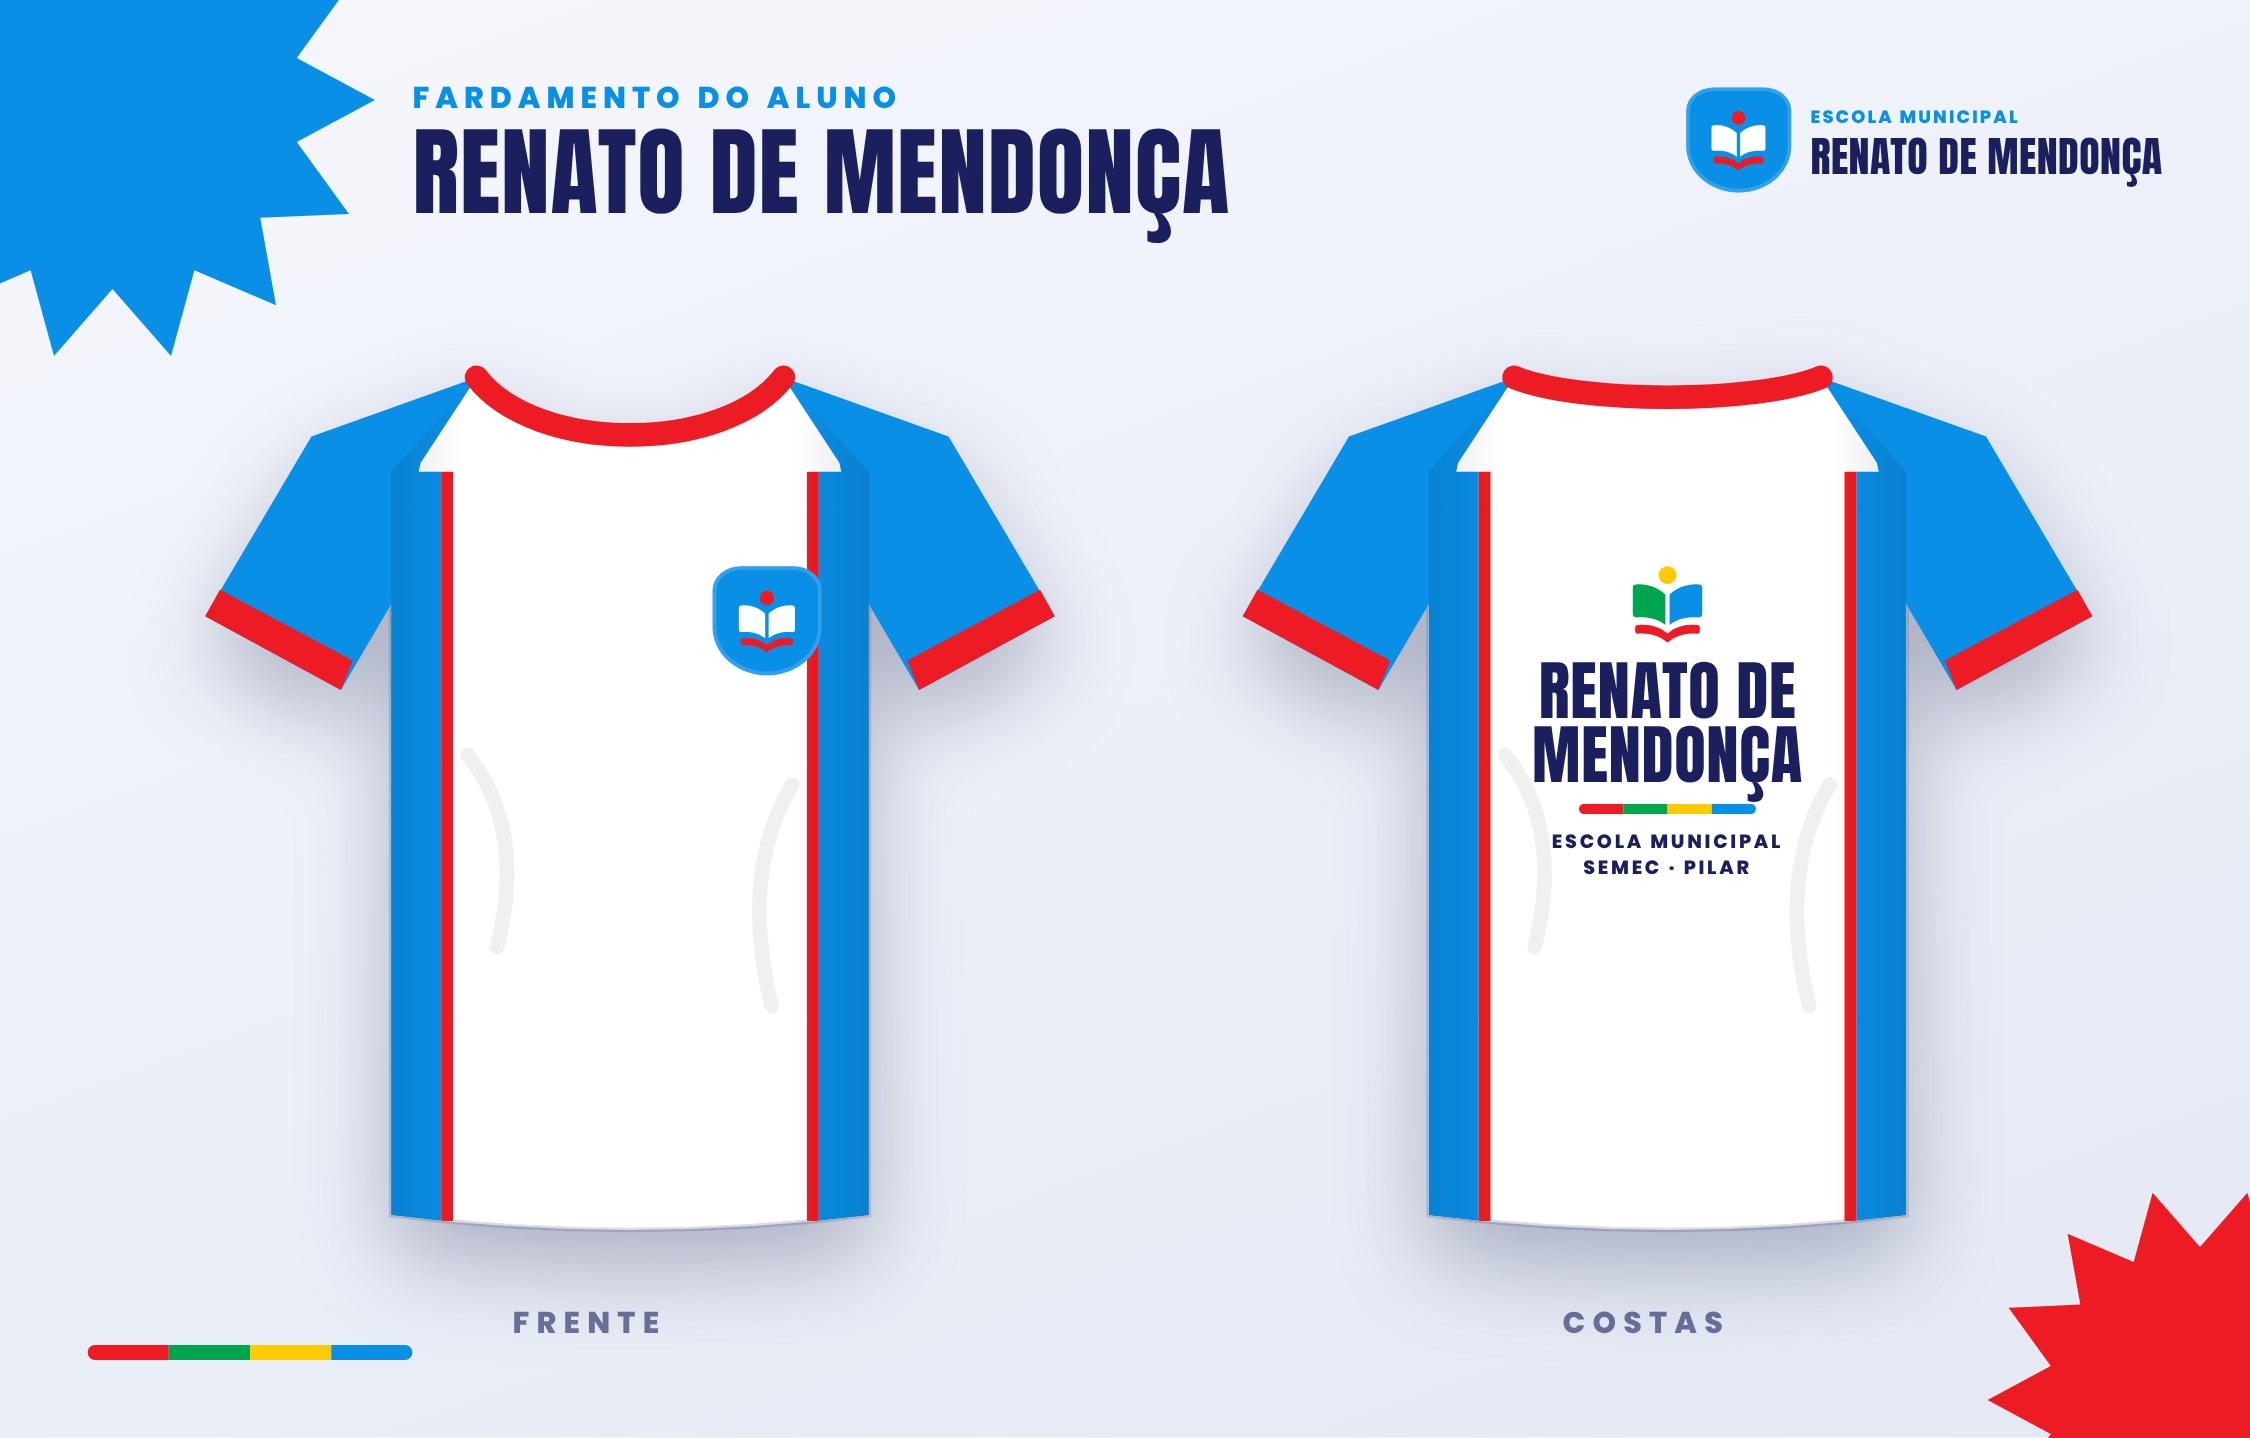 FARDAMENTO DO ALUNO
RENATO DE MENDONÇA
ESCOLA MUNICIPAL
RENATO DE MENDONÇA
RENATO DE
MENDONÇA
ESCOLA MUNICIPAL
SEMEC · PILAR
FRENTE
COSTAS